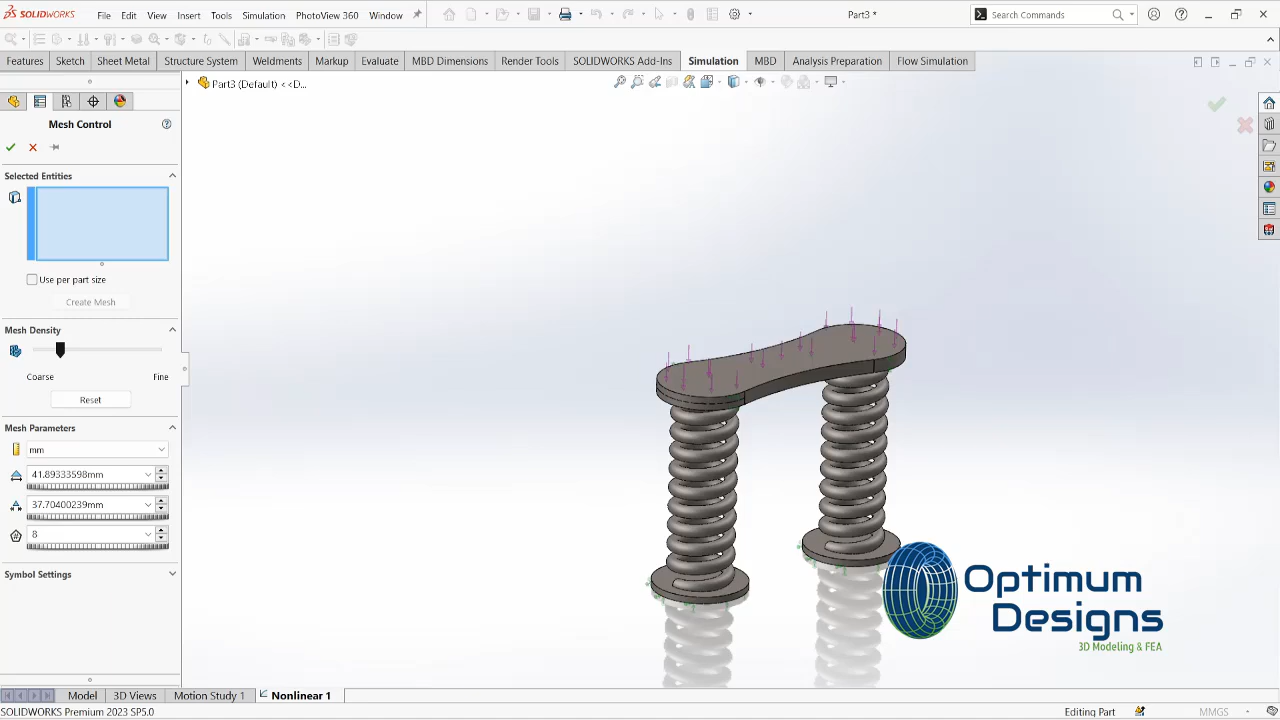 SOLIDWORKS
File Edit View Insert Tools Simulation PhotoView 360 Window
Part3 *
Search Commands
Features Sketch Sheet Metal Structure System Weldments Markup Evaluate MBD Dimensions Render Tools SOLIDWORKS Add-Ins Simulation MBD Analysis Preparation Flow Simulation
Part3 (Default) <<D...
Mesh Control
Selected Entities
Use per part size
Create Mesh
Mesh Density
Coarse Fine
Reset
Mesh Parameters
mm
41.89333598mm
37.70400239mm
8
Symbol Settings
Optimum
Designs
3D Modeling & FEA
Model 3D Views Motion Study 1 Nonlinear 1
SOLIDWORKS Premium 2023 SP5.0
Editing Part
MMGS